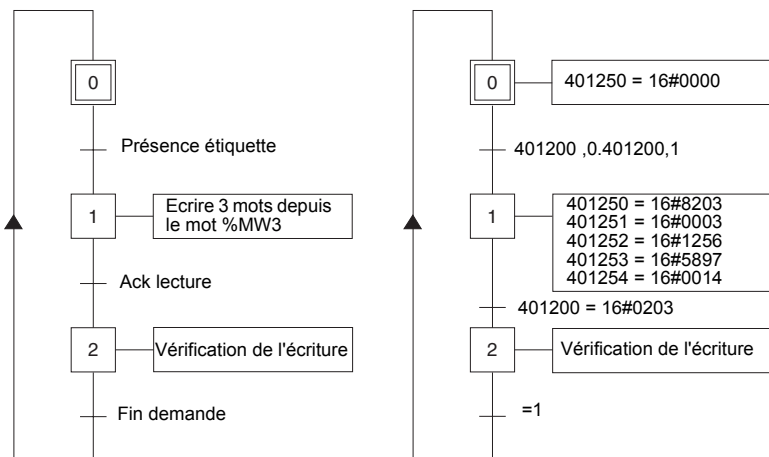 0
Présence étiquette
1
Ecrire 3 mots depuis
le mot %MW3
Ack lecture
2
Vérification de l'écriture
Fin demande
0
401250 = 16#0000
401200 ,0.401200,1
1
401250 = 16#8203
401251 = 16#0003
401252 = 16#1256
401253 = 16#5897
401254 = 16#0014
401200 = 16#0203
2
Vérification de l'écriture
=1